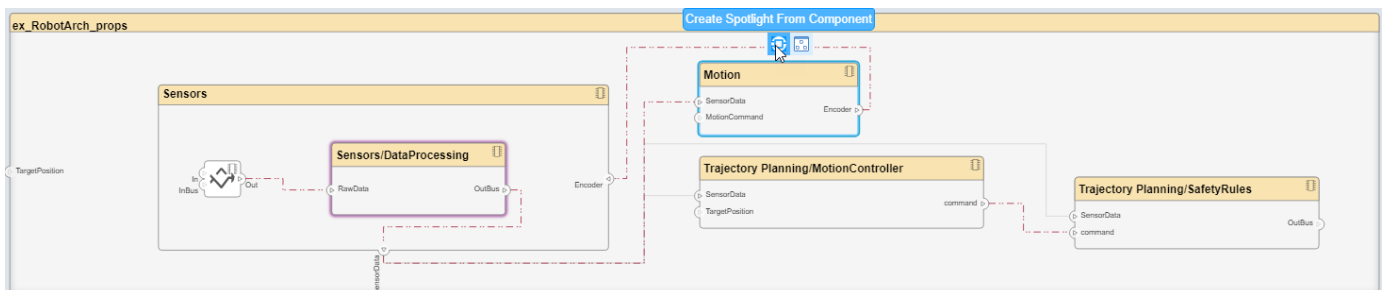 Create Spotlight From Component
ex_RobotArch_props
Motion
SensorData
MotionCommand
Encoder
Sensors
Sensors/DataProcessing
RawData
OutBus
In
InBus
Out
Encoder
TargetPosition
Trajectory Planning/MotionController
SensorData
TargetPosition
command
Trajectory Planning/SafetyRules
SensorData
command
OutBus